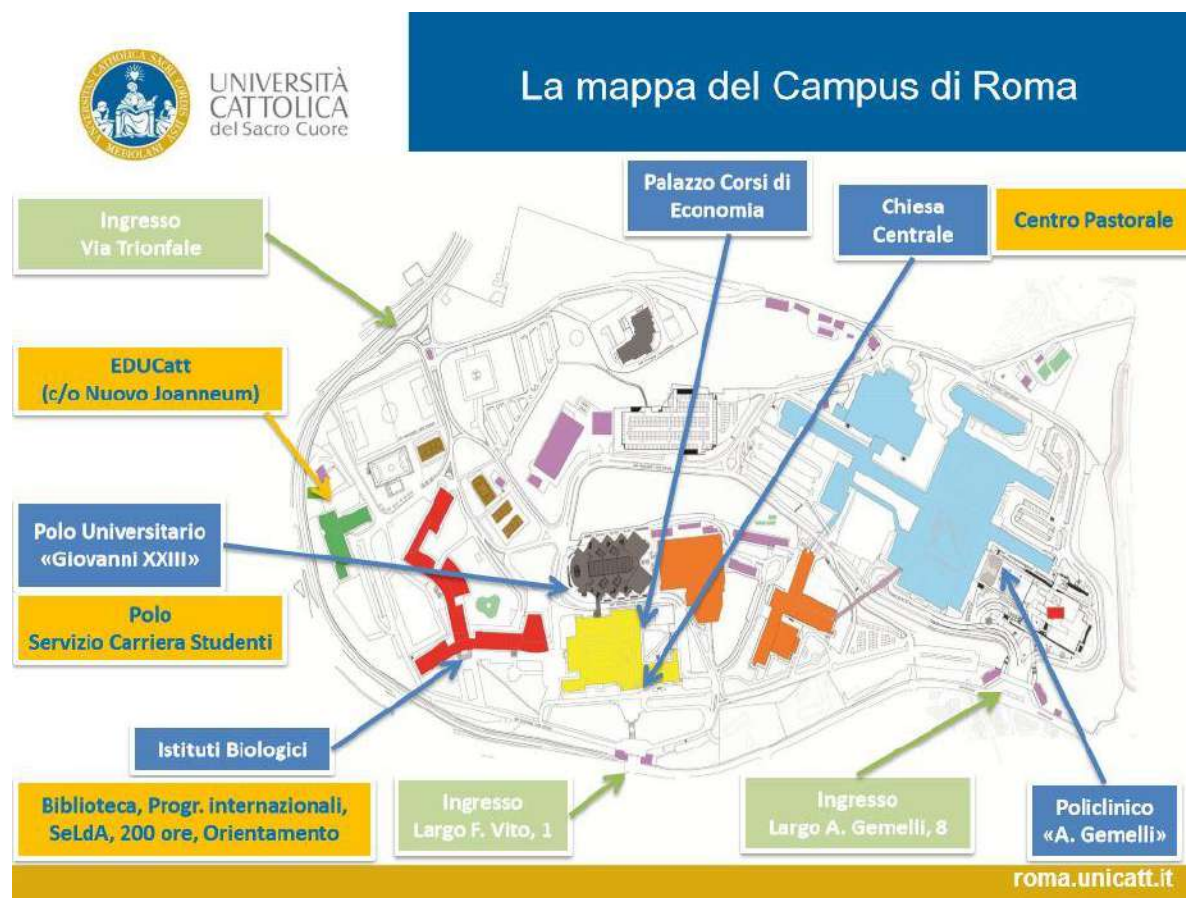 UNIVERSITÀ
CATTOLICA
del Sacro Cuore
La mappa del Campus di Roma
Palazzo Corsi di
Economia
Chiesa
Centrale
Centro Pastorale
Ingresso
Via Trionfale
EDUCatt
(c/o Nuovo Joanneum)
Polo Universitario
«Giovanni XXIII»
Polo
Servizio Carriera Studenti
Istituti Biologici
Biblioteca, Progr. internazionali,
SeLdA, 200 ore, Orientamento
Ingresso
Largo F. Vito, 1
Ingresso
Largo A. Gemelli, 8
Policlinico
«A. Gemelli»
roma.unicatt.it